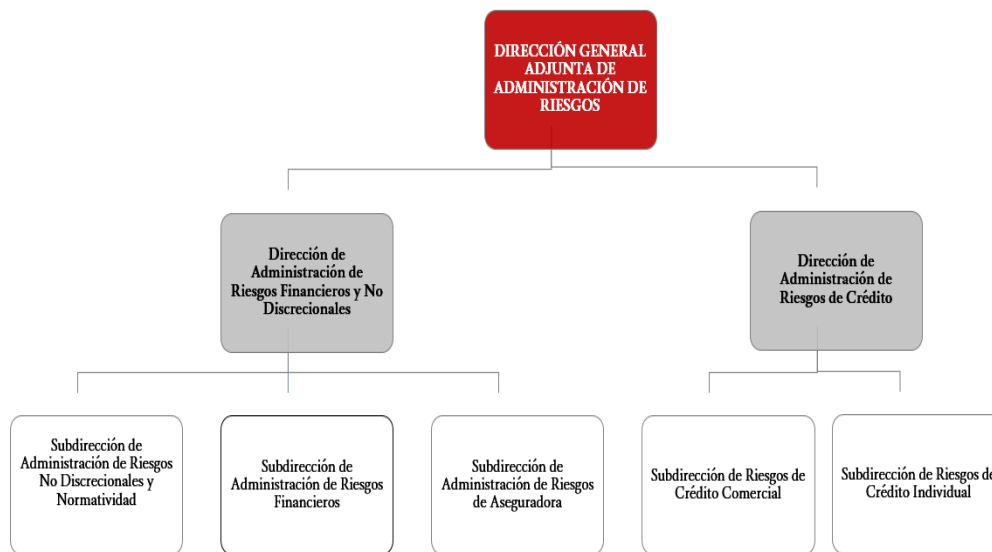 DIRECCIÓN GENERAL
ADJUNTA DE
ADMINISTRACIÓN DE
RIESGOS
Dirección de
Administración de
Riesgos Financieros y No
Discrecionales
Dirección de
Administración de
Riesgos de Crédito
Subdirección de
Administración de Riesgos
No Discrecionales y
Normatividad
Subdirección de
Administración de Riesgos
Financieros
Subdirección de
Administración de Riesgos
de Aseguradora
Subdirección de Riesgos de
Crédito Comercial
Subdirección de Riesgos de
Crédito Individual